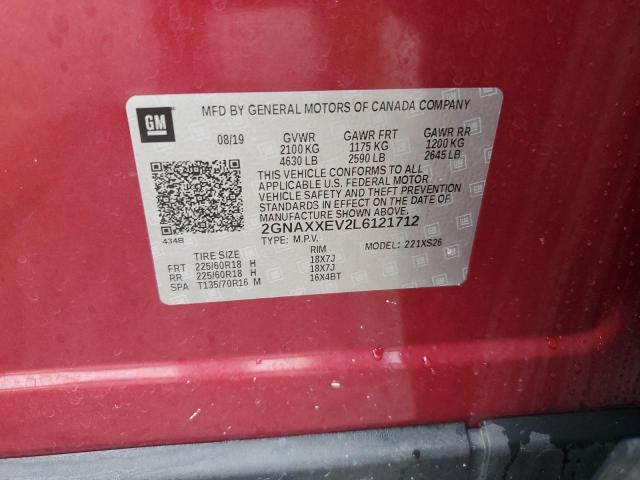 GM
MFD BY GENERAL MOTORS OF CANADA COMPANY
08/19 GVWR GAWR FRT GAWR RR
2100 KG 1175 KG 1200 KG
4630 LB 2590 LB 2645 LB
THIS VEHICLE CONFORMS TO ALL
APPLICABLE U.S. FEDERAL MOTOR
VEHICLE SAFETY AND THEFT PREVENTION
STANDARDS IN EFFECT ON THE DATE OF
MANUFACTURE SHOWN ABOVE.
434B 2GNAXXEV2L6121712
TYPE: M.P.V. MODEL: 221XS26
TIRE SIZE RIM
FRT 225/60R18 H 18X7J
RR 225/60R18 H 18X7J
SPA T135/70R16 M 16X4BT